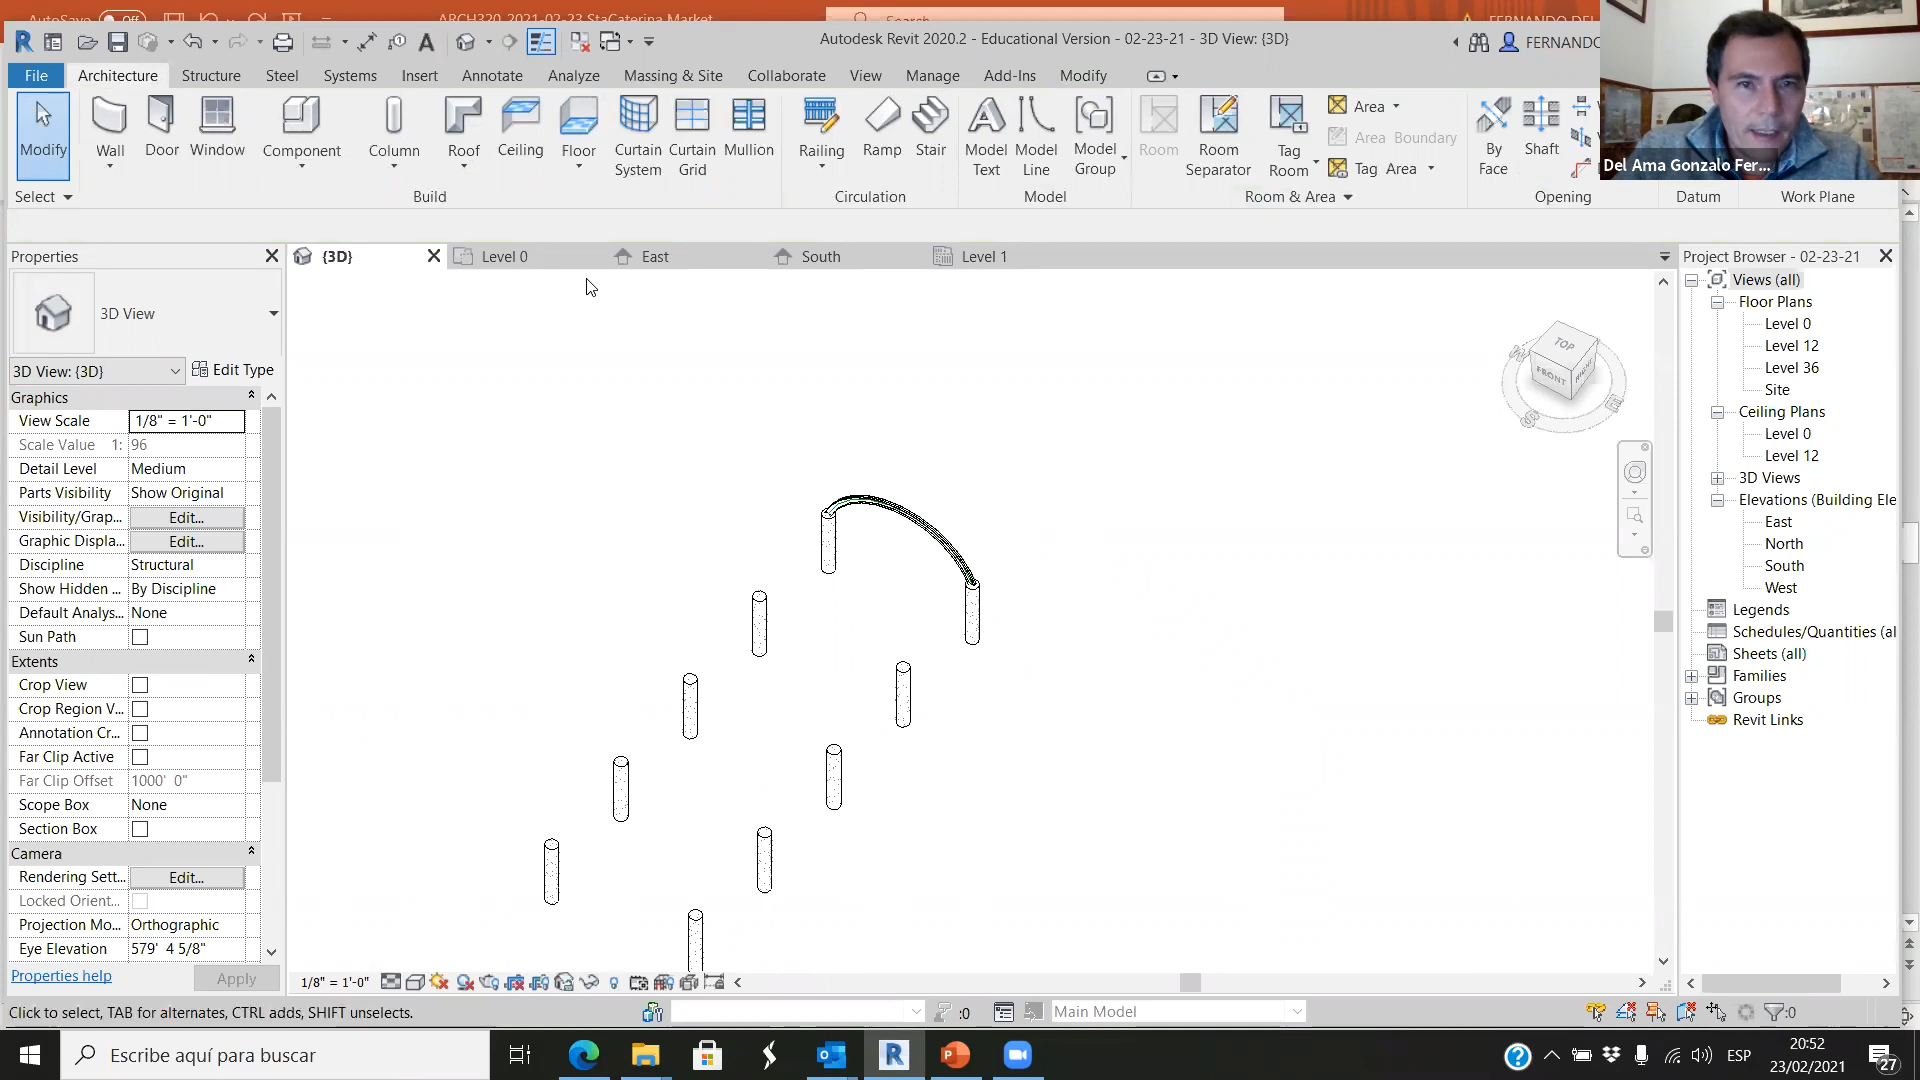 AutoSave Off ARCH320_2021-02-23 StaCaterina Market Search FERNANDO DEL
Autodesk Revit 2020.2 - Educational Version - 02-23-21 - 3D View: {3D} FERNANDO
File Architecture Structure Steel Systems Insert Annotate Analyze Massing & Site Collaborate View Manage Add-Ins Modify
Modify Wall Door Window Component Column Roof Ceiling Floor Curtain System Curtain Grid Mullion Railing Ramp Stair Model Text Model Line Model Group Room Room Separator Tag Room Area Area Boundary Tag Area By Face Shaft
Select Build Circulation Model Room & Area Opening Datum Work Plane
Del Ama Gonzalo Fer...
Properties
{3D} Level 0 East South Level 1
3D View
3D View: {3D} Edit Type
Graphics
View Scale 1/8" = 1'-0"
Scale Value 1: 96
Detail Level Medium
Parts Visibility Show Original
Visibility/Grap... Edit...
Graphic Displa... Edit...
Discipline Structural
Show Hidden ... By Discipline
Default Analys... None
Sun Path
Extents
Crop View
Crop Region V...
Annotation Cr...
Far Clip Active
Far Clip Offset 1000' 0"
Scope Box None
Section Box
Camera
Rendering Sett... Edit...
Locked Orient...
Projection Mo... Orthographic
Eye Elevation 579' 4 5/8"
Properties help Apply
TOP
FRONT RIGHT
W S E
Project Browser - 02-23-21
Views (all)
Floor Plans
Level 0
Level 12
Level 36
Site
Ceiling Plans
Level 0
Level 12
3D Views
Elevations (Building Ele
East
North
South
West
Legends
Schedules/Quantities (al
Sheets (all)
Families
Groups
Revit Links
1/8" = 1'-0"
Click to select, TAB for alternates, CTRL adds, SHIFT unselects. :0 Main Model :0
Escribe aquí para buscar ESP 20:52
23/02/2021 27